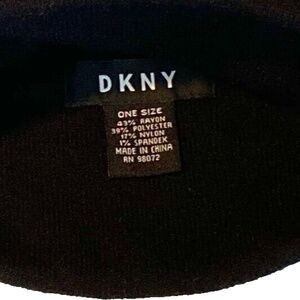 DKNY
ONE SIZE
43% RAYON
39% POLYESTER
17% NYLON
1% SPANDEX
MADE IN CHINA
RN 98072